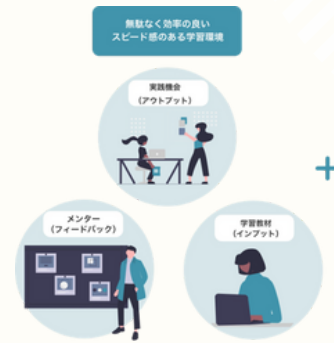 無駄なく効率の良い
スピード感のある学習環境
実践機会
（アウトプット）
メンター
（フィードバック）
学習教材
（インプット）
+